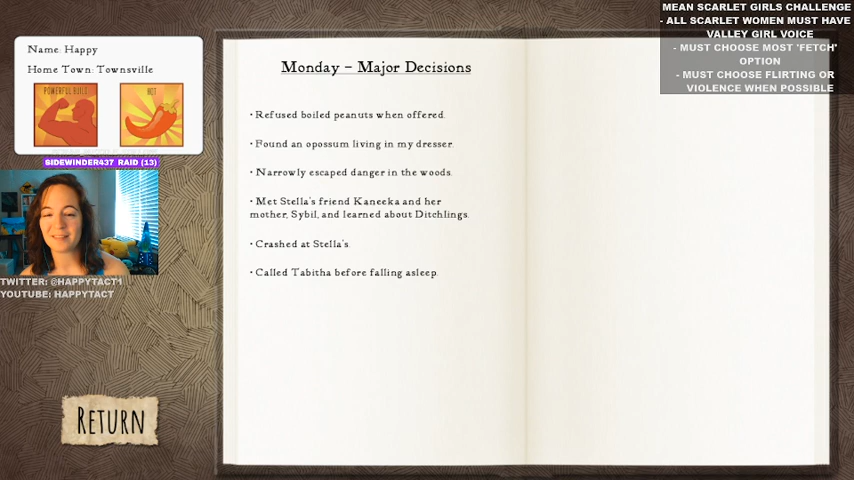 MEAN SCARLET GIRLS CHALLENGE
- ALL SCARLET WOMEN MUST HAVE
VALLEY GIRL VOICE
- MUST CHOOSE MOST 'FETCH'
OPTION
- MUST CHOOSE FLIRTING OR
VIOLENCE WHEN POSSIBLE
Name: Happy
Home Town: Townsville
POWERFUL BUILD
HOT
SIDEWINDER437 RAID (13)
TWITTER: @HAPPYTACT1
YOUTUBE: HAPPYTACT
Monday – Major Decisions
• Refused boiled peanuts when offered.
• Found an opossum living in my dresser.
• Narrowly escaped danger in the woods.
• Met Stella's friend Kaneeka and her
mother, Sybil, and learned about Ditchlings.
• Crashed at Stella's.
• Called Tabitha before falling asleep.
RETURN